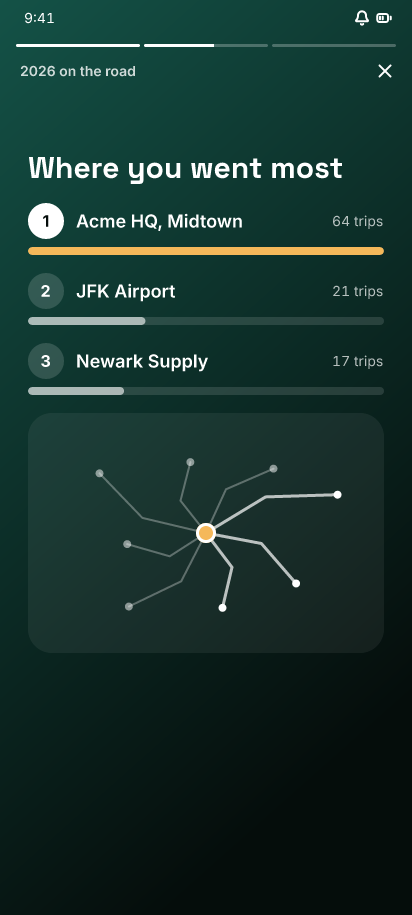 9:41
2026 on the road
Where you went most
1 Acme HQ, Midtown 64 trips
2 JFK Airport 21 trips
3 Newark Supply 17 trips